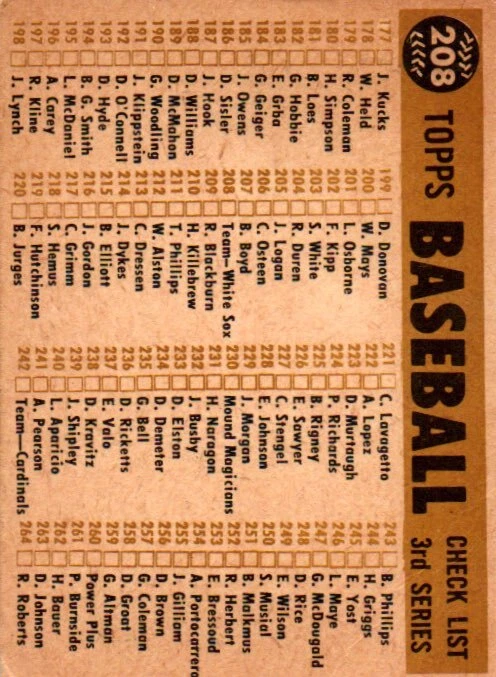 208
TOPPS BASEBALL CHECK LIST
3rd SERIES
177 J. Kucks
178 W. Held
179 R. Coleman
180 H. Simpson
181 B. Loes
182 G. Hobbie
183 E. Grba
184 G. Geiger
185 J. Owens
186 D. Sisler
187 J. Hook
188 D. Williams
189 D. McMahon
190 G. Woodling
191 J. Klippstein
192 D. O'Connell
193 D. Hyde
194 B. G. Smith
195 L. McDaniel
196 A. Carey
197 R. Kline
198 J. Lynch
199 D. Donovan
200 W. Mays
201 L. Osborne
202 F. Kipp
203 S. White
204 R. Duren
205 J. Logan
206 C. Osteen
207 B. Boyd
208 Team—White Sox
209 R. Blackburn
210 H. Killebrew
211 T. Phillips
212 W. Alston
213 C. Dressen
214 J. Dykes
215 B. Elliott
216 J. Gordon
217 C. Grimm
218 S. Hemus
219 F. Hutchinson
220 B. Jurges
221 C. Lavagetto
222 A. Lopez
223 D. Murtaugh
224 P. Richards
225 B. Rigney
226 E. Sawyer
227 C. Stengel
228 E. Johnson
229 J. Morgan
230 Mound Magicians
231 H. Naragon
232 J. Busby
233 D. Elston
234 D. Demeter
235 G. Bell
236 D. Ricketts
237 E. Valo
238 D. Kravitz
239 J. Shipley
240 L. Aparicio
241 A. Pearson
242 Team—Cardinals
243 B. Phillips
244 H. Griggs
245 E. Yost
246 L. Maye
247 G. McDougald
248 D. Rice
249 E. Wilson
250 S. Musial
251 B. Malkmus
252 R. Herbert
253 E. Bressoud
254 A. Portocarrero
255 J. Gilliam
256 D. Brown
257 G. Coleman
258 D. Groat
259 G. Altman
260 Power Plus
261 P. Burnside
262 H. Bauer
263 D. Johnson
264 R. Roberts